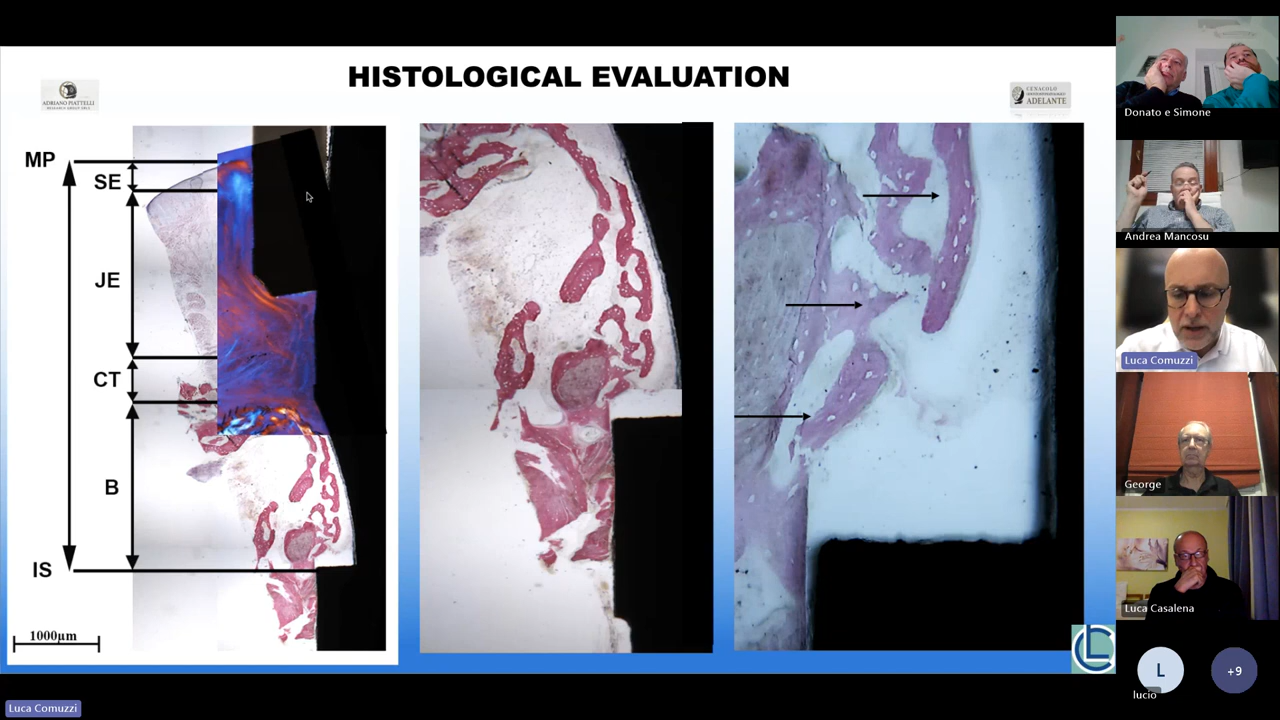 HISTOLOGICAL EVALUATION
ADRIANO PIATTELLI
CENACOLO
ADELANTE
MP
SE
JE
CT
B
IS
1000µm
LC
Donato e Simone
Andrea Mancosu
Luca Comuzzi
George
Luca Casalena
L
lucio
+9
Luca Comuzzi